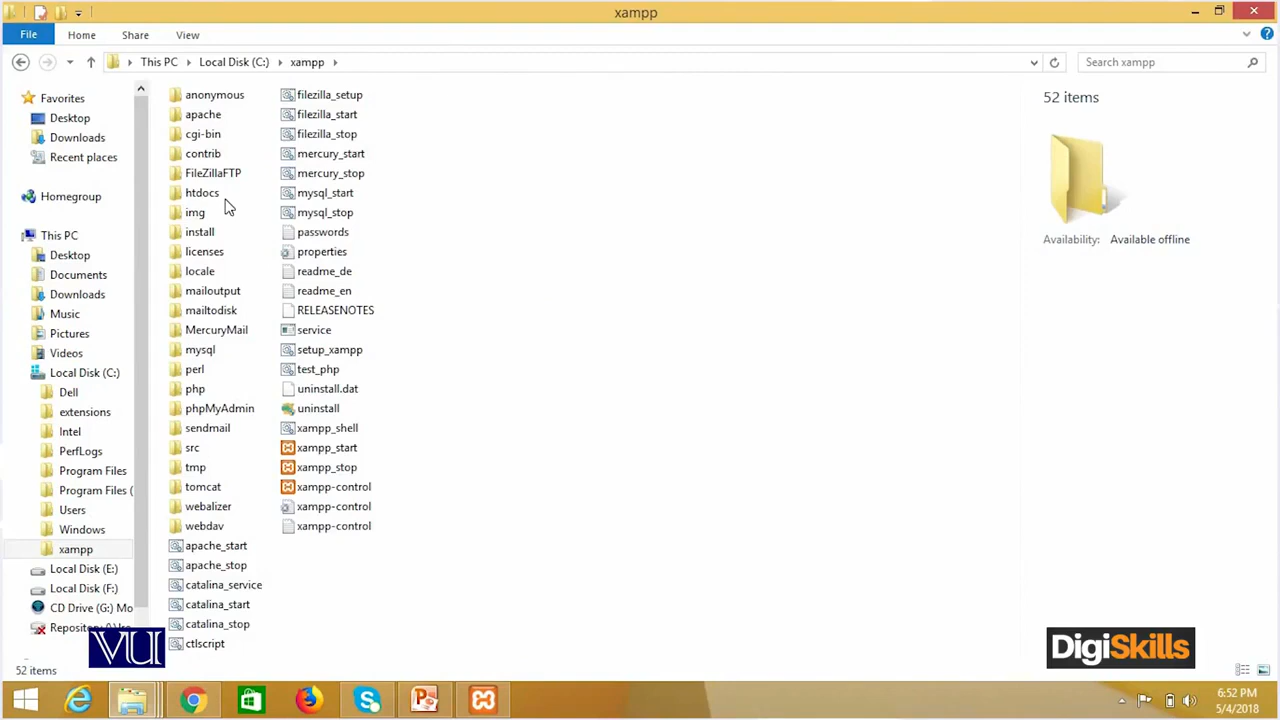 xampp
File
Home
Share
View
This PC
Local Disk (C:)
xampp
Search xampp
Favorites
Desktop
Downloads
Recent places
Homegroup
This PC
Desktop
Documents
Downloads
Music
Pictures
Videos
Local Disk (C:)
Dell
extensions
Intel
PerfLogs
Program Files
Program Files (
Users
Windows
xampp
Local Disk (E:)
Local Disk (F:)
CD Drive (G:) Mo
anonymous
apache
cgi-bin
contrib
FileZillaFTP
htdocs
img
install
licenses
locale
mailoutput
mailtodisk
MercuryMail
mysql
perl
php
phpMyAdmin
sendmail
src
tmp
tomcat
webalizer
webdav
apache_start
apache_stop
catalina_service
catalina_start
catalina_stop
ctlscript
filezilla_setup
filezilla_start
filezilla_stop
mercury_start
mercury_stop
mysql_start
mysql_stop
passwords
properties
readme_de
readme_en
RELEASENOTES
service
setup_xampp
test_php
uninstall.dat
uninstall
xampp_shell
xampp_start
xampp_stop
xampp-control
xampp-control
xampp-control
52 items
Availability: Available offline
VU
DigiSkills
52 items
6:52 PM
5/4/2018